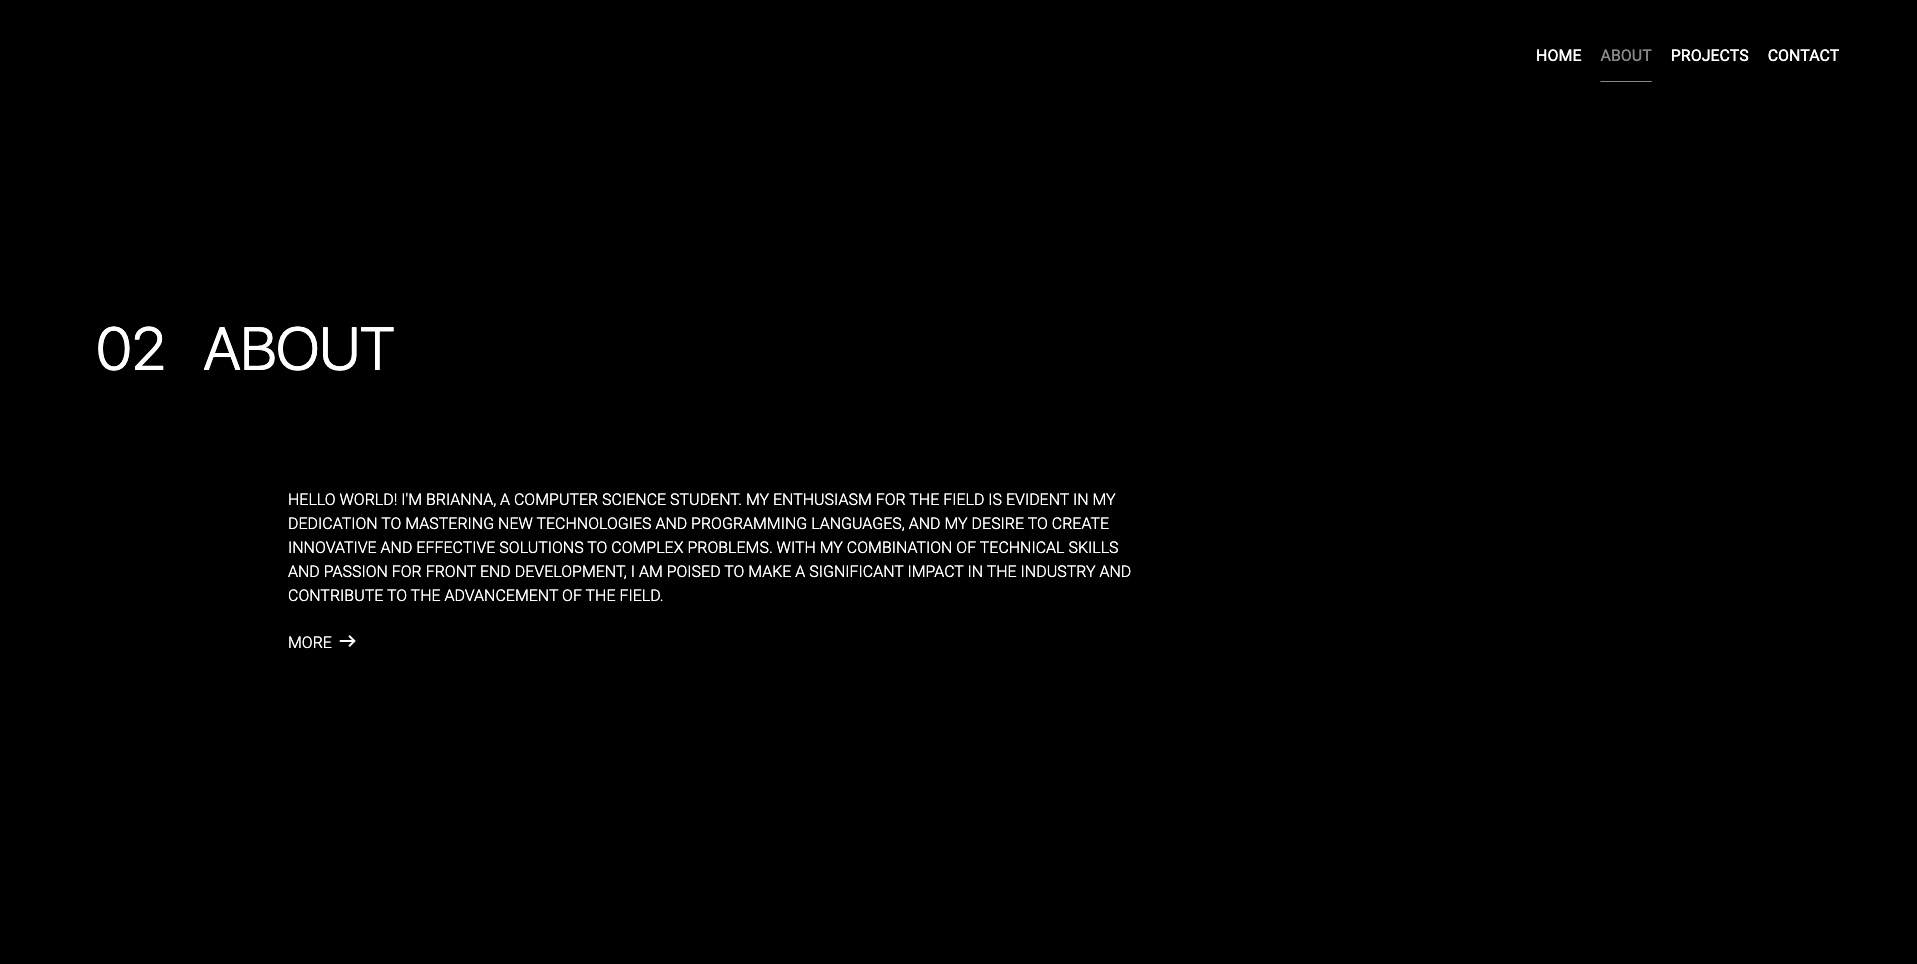 HOME ABOUT PROJECTS CONTACT
02 ABOUT
HELLO WORLD! I'M BRIANNA, A COMPUTER SCIENCE STUDENT. MY ENTHUSIASM FOR THE FIELD IS EVIDENT IN MY
DEDICATION TO MASTERING NEW TECHNOLOGIES AND PROGRAMMING LANGUAGES, AND MY DESIRE TO CREATE
INNOVATIVE AND EFFECTIVE SOLUTIONS TO COMPLEX PROBLEMS. WITH MY COMBINATION OF TECHNICAL SKILLS
AND PASSION FOR FRONT END DEVELOPMENT, I AM POISED TO MAKE A SIGNIFICANT IMPACT IN THE INDUSTRY AND
CONTRIBUTE TO THE ADVANCEMENT OF THE FIELD.
MORE →